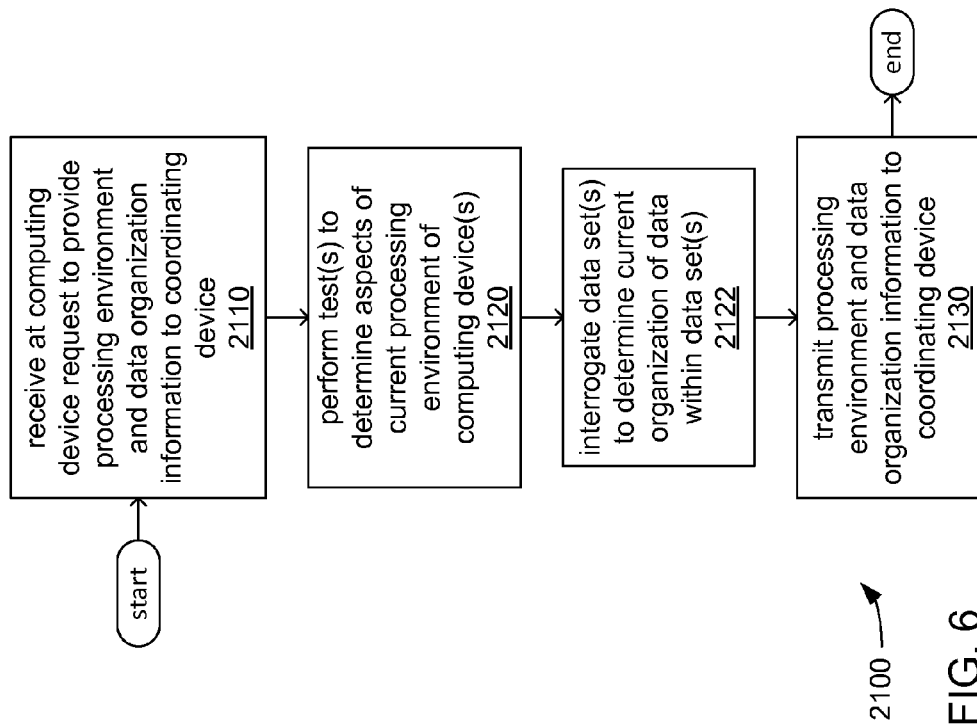 start
receive at computing
device request to provide
processing environment
and data organization
information to coordinating
device
2110
perform test(s) to
determine aspects of
current processing
environment of
computing device(s)
2120
interrogate data set(s)
to determine current
organization of data
within data set(s)
2122
transmit processing
environment and data
organization information to
coordinating device
2130
end
2100
FIG. 6